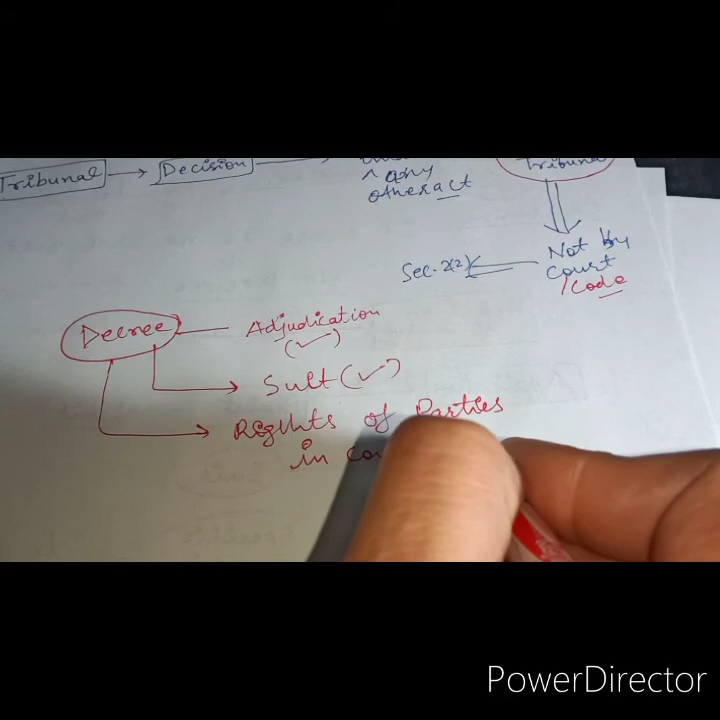 Tribunal → Decision →
Tribunal
any
other act
Not by
Court
/Code
Sec. 2(2)
Decree
Adjudication
(✓)
Suit (✓)
Rights of Parties
in
PowerDirector